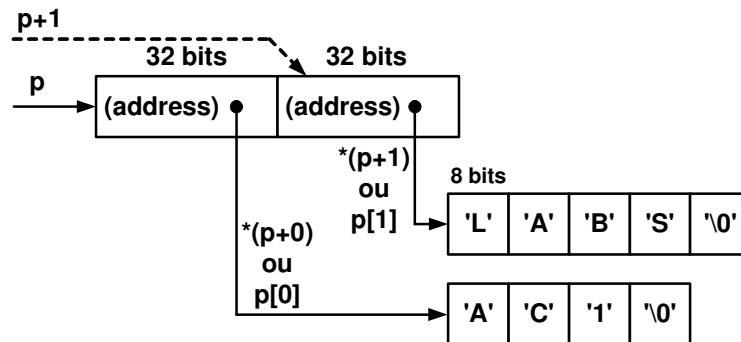 p+1
32 bits 32 bits
p
(address) (address)
*(p+1)
ou
p[1]
8 bits
'L' 'A' 'B' 'S' '\0'
*(p+0)
ou
p[0]
'A' 'C' '1' '\0'